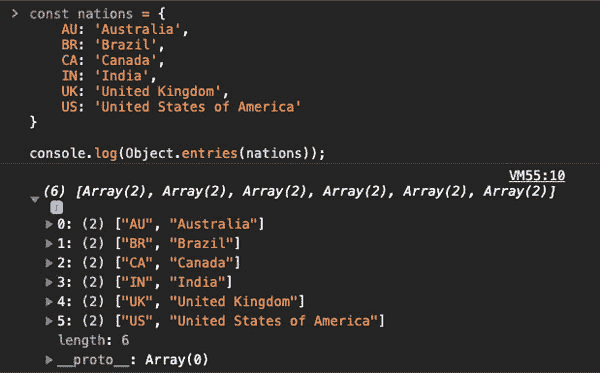 > const nations = {
AU: 'Australia',
BR: 'Brazil',
CA: 'Canada',
IN: 'India',
UK: 'United Kingdom',
US: 'United States of America'
}
console.log(Object.entries(nations));
VM55:10
(6) [Array(2), Array(2), Array(2), Array(2), Array(2), Array(2)]
i
0: (2) ["AU", "Australia"]
1: (2) ["BR", "Brazil"]
2: (2) ["CA", "Canada"]
3: (2) ["IN", "India"]
4: (2) ["UK", "United Kingdom"]
5: (2) ["US", "United States of America"]
length: 6
__proto__: Array(0)